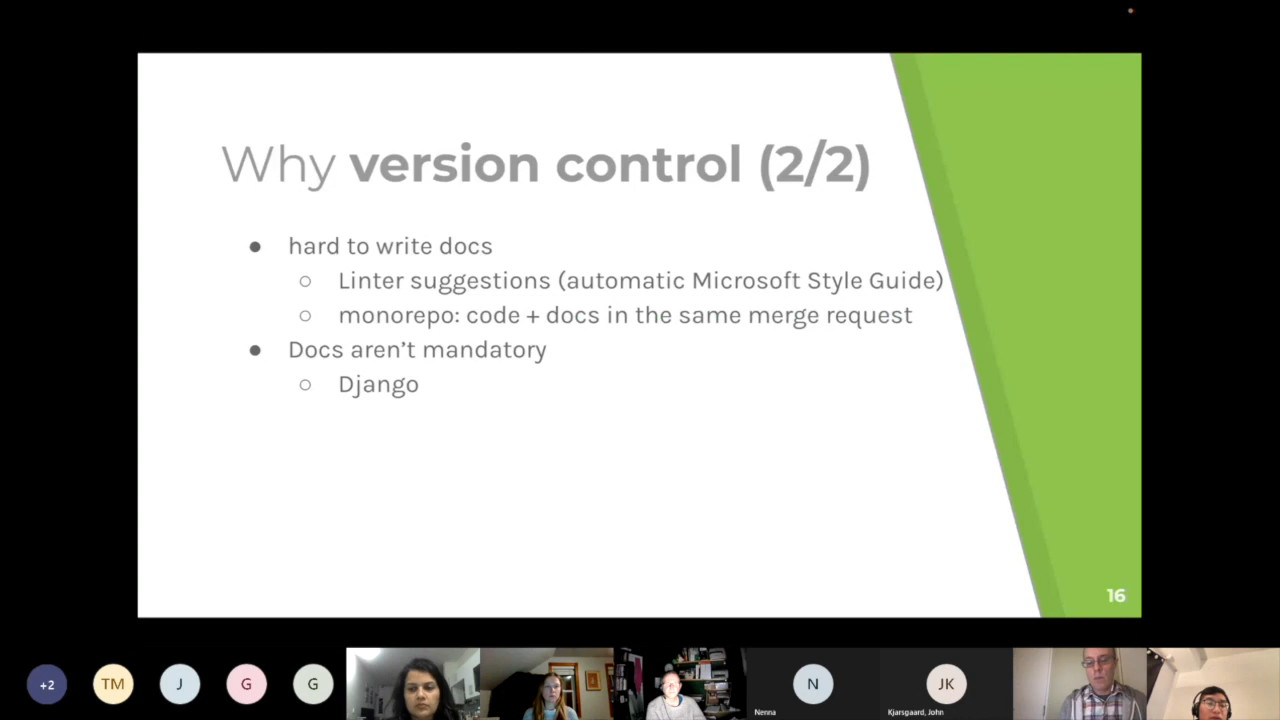 Why version control (2/2)
● hard to write docs
○ Linter suggestions (automatic Microsoft Style Guide)
○ monorepo: code + docs in the same merge request
● Docs aren't mandatory
○ Django
16
+2
TM
J
G
G
N
Nenna
JK
Kjarsgaard, John